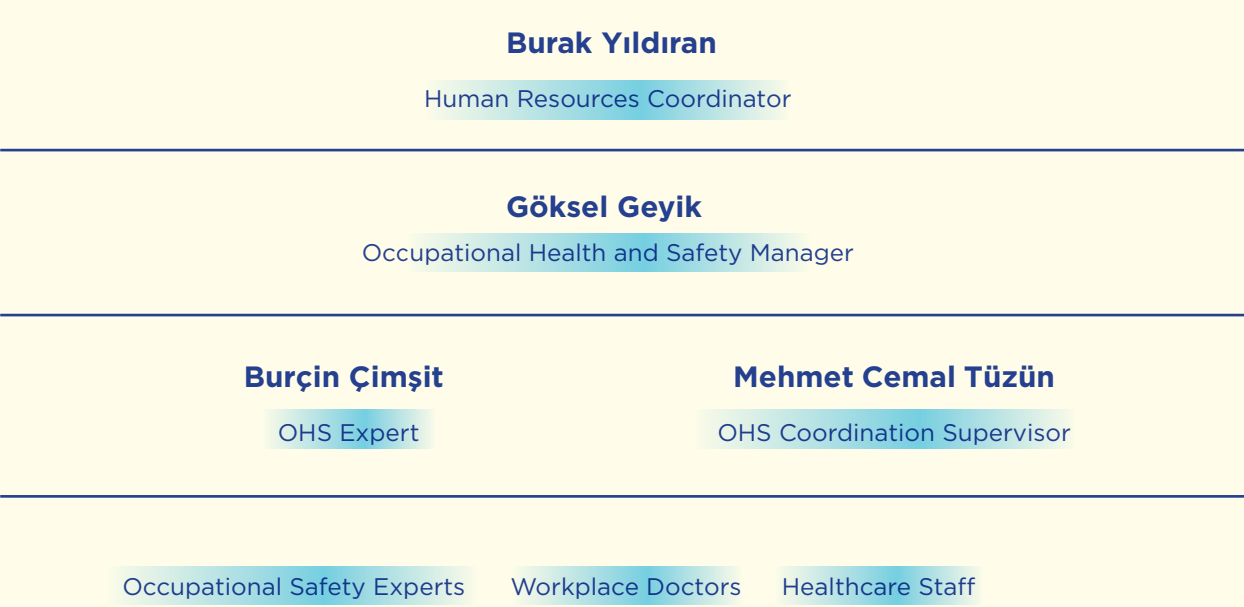 Burak Yıldıran
Human Resources Coordinator
Göksel Geyik
Occupational Health and Safety Manager
Burçin Çimşit
Mehmet Cemal Tüzün
OHS Expert
OHS Coordination Supervisor
Occupational Safety Experts
Workplace Doctors
Healthcare Staff